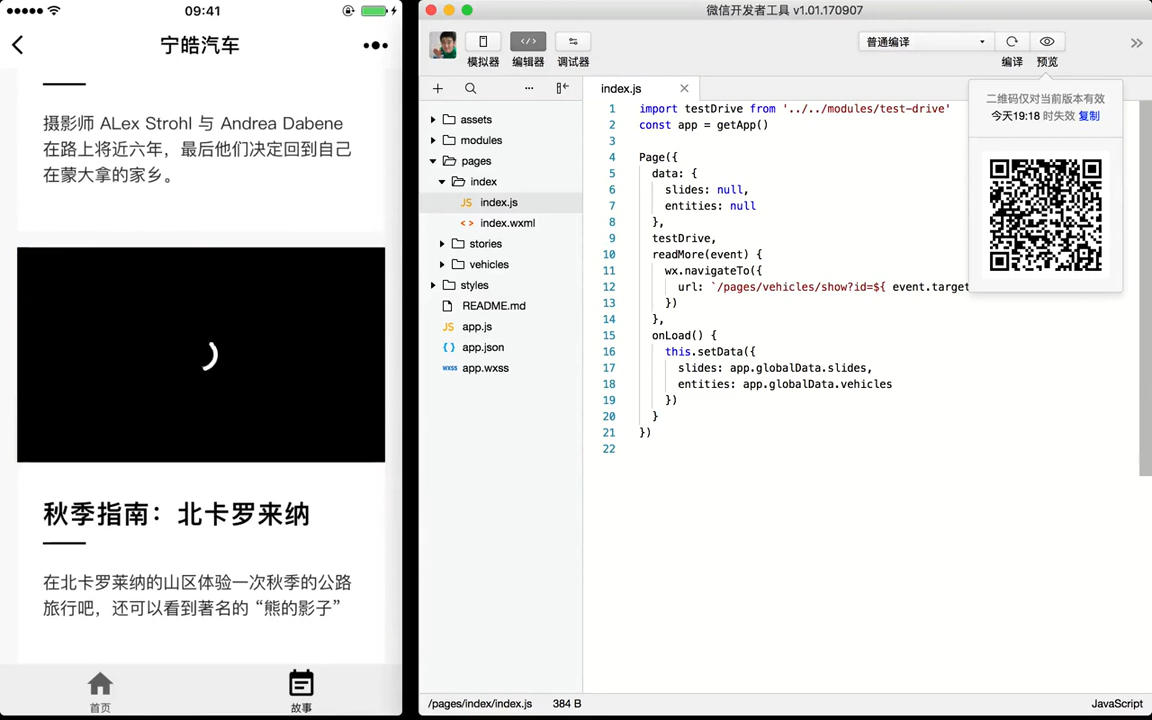 09:41
宁皓汽车
摄影师 ALex Strohl 与 Andrea Dabene
在路上将近六年，最后他们决定回到自己
在蒙大拿的家乡。
秋季指南：北卡罗来纳
在北卡罗莱纳的山区体验一次秋季的公路
旅行吧，还可以看到著名的“熊的影子”
首页
故事
微信开发者工具 v1.01.170907
模拟器
编辑器
调试器
普通编译
编译
预览
assets
modules
pages
index
JS index.js
<> index.wxml
stories
vehicles
styles
README.md
JS app.js
{} app.json
wxss app.wxss
index.js
1 import testDrive from '../../modules/test-drive'
2 const app = getApp()
3
4 Page({
5 data: {
6 slides: null,
7 entities: null
8 },
9 testDrive,
10 readMore(event) {
11 wx.navigateTo({
12 url: `/pages/vehicles/show?id=${ event.target
13 })
14 },
15 onLoad() {
16 this.setData({
17 slides: app.globalData.slides,
18 entities: app.globalData.vehicles
19 })
20 }
21 })
22
二维码仅对当前版本有效
今天19:18 时失效 复制
/pages/index/index.js 384 B
JavaScript